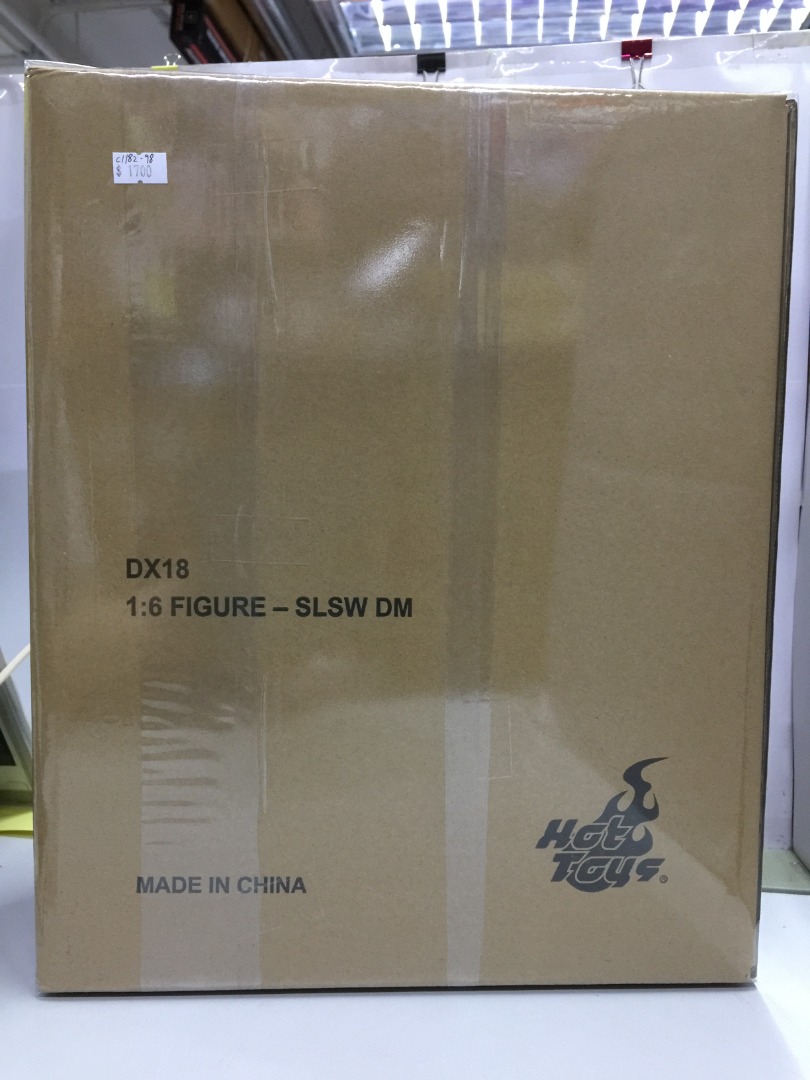 c1182-98
$ 1700
DX18
1:6 FIGURE – SLSW DM
MADE IN CHINA
Hot
Toys®